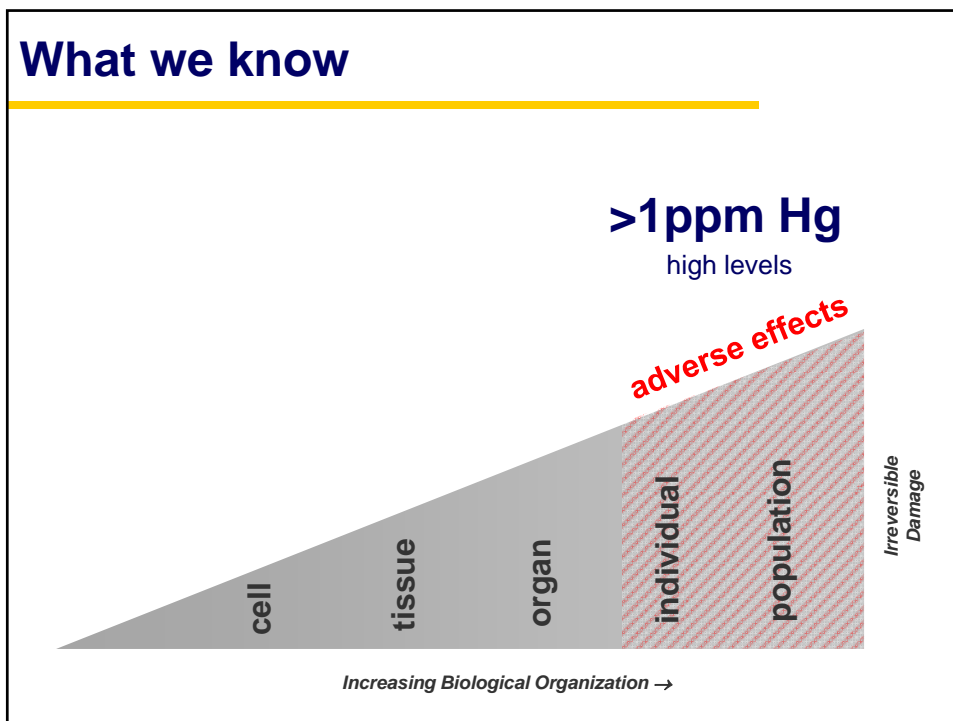 What we know
>1ppm Hg
high levels
adverse effects
cell
tissue
organ
individual
population
Irreversible
Damage
Increasing Biological Organization →